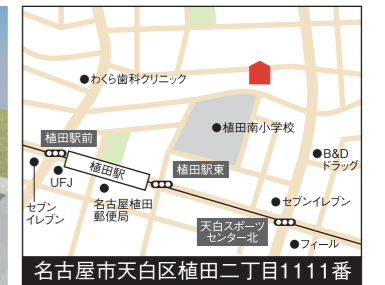 わくら歯科クリニック
植田南小学校
植田駅前
B&D
ドラッグ
植田駅
植田駅東
UFJ
セブン
イレブン
名古屋植田
郵便局
セブンイレブン
天白スポーツ
センター北
フィール
名古屋市天白区植田二丁目1111番